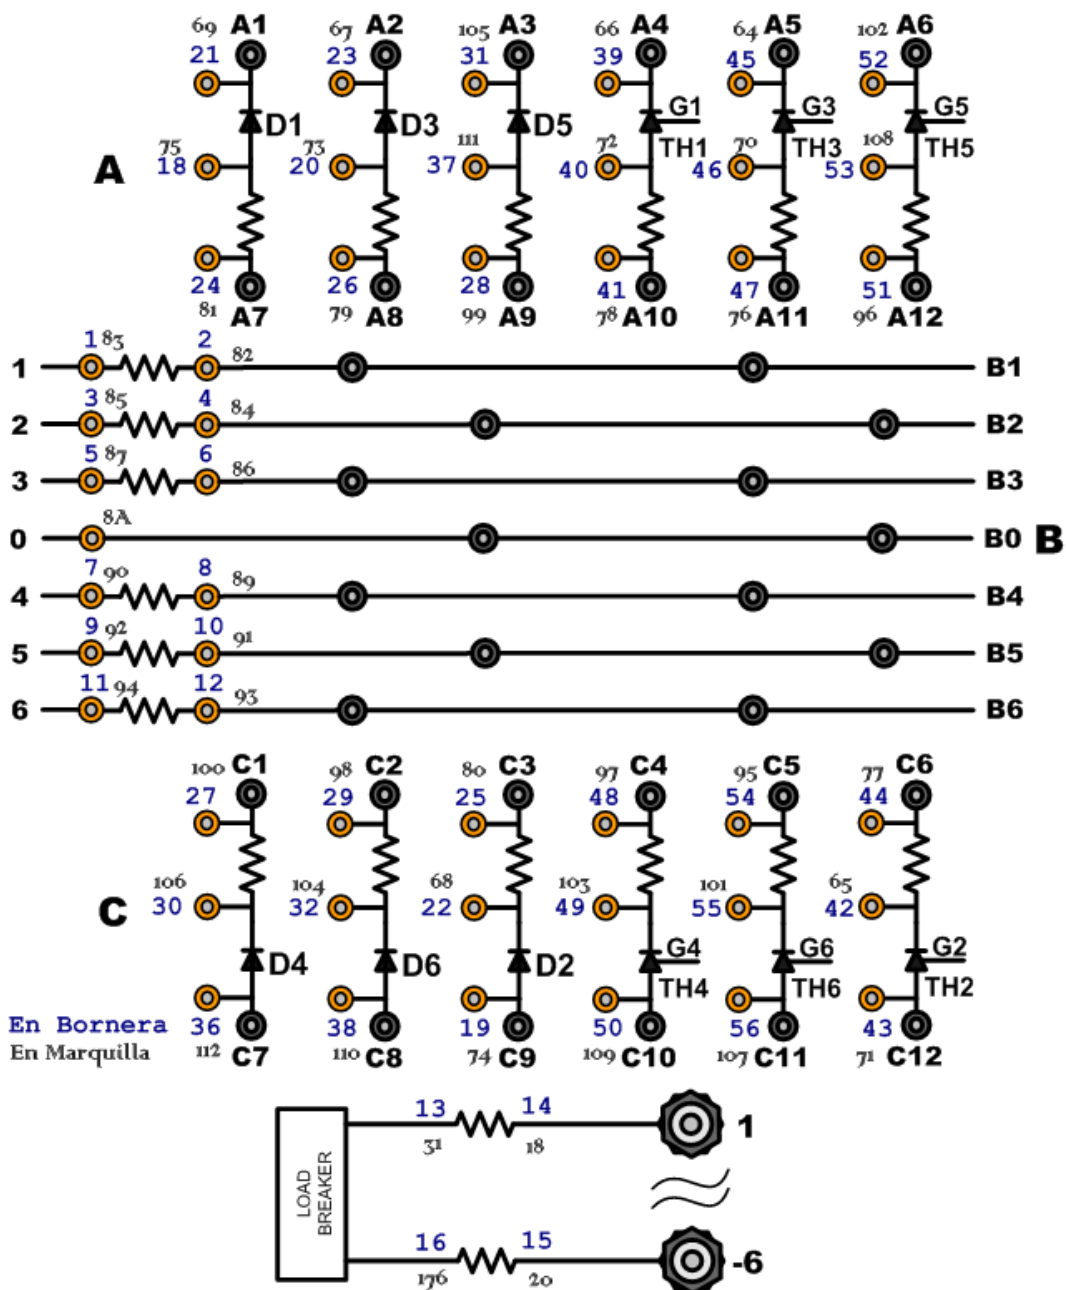 69 A1 67 A2 105 A3 66 A4 64 A5 102 A6
21 23 31 39 45 52
D1 D3 D5 G1 G3 G5
75 73 111 72 TH1 70 TH3 108 TH5
A 18 20 37 40 46 53
24 26 28 41 47 51
81 A7 79 A8 99 A9 78 A10 76 A11 96 A12
1 83 2
1 82 B1
3 85 4
2 84 B2
5 87 6
3 86 B3
8A
0 B0 B
7 90 8
4 89 B4
9 92 10
5 91 B5
11 94 12
6 93 B6
100 C1 98 C2 80 C3 97 C4 95 C5 77 C6
27 29 25 48 54 44
106 104 68 103 101 65
C 30 32 22 49 55 42
D4 D6 D2 G4 G6 G2
TH4 TH6 TH2
En Bornera 36 38 19 50 56 43
En Marquilla 112 C7 110 C8 74 C9 109 C10 107 C11 71 C12
13 14
31 18 1
LOAD
BREAKER
16 15
176 20 -6